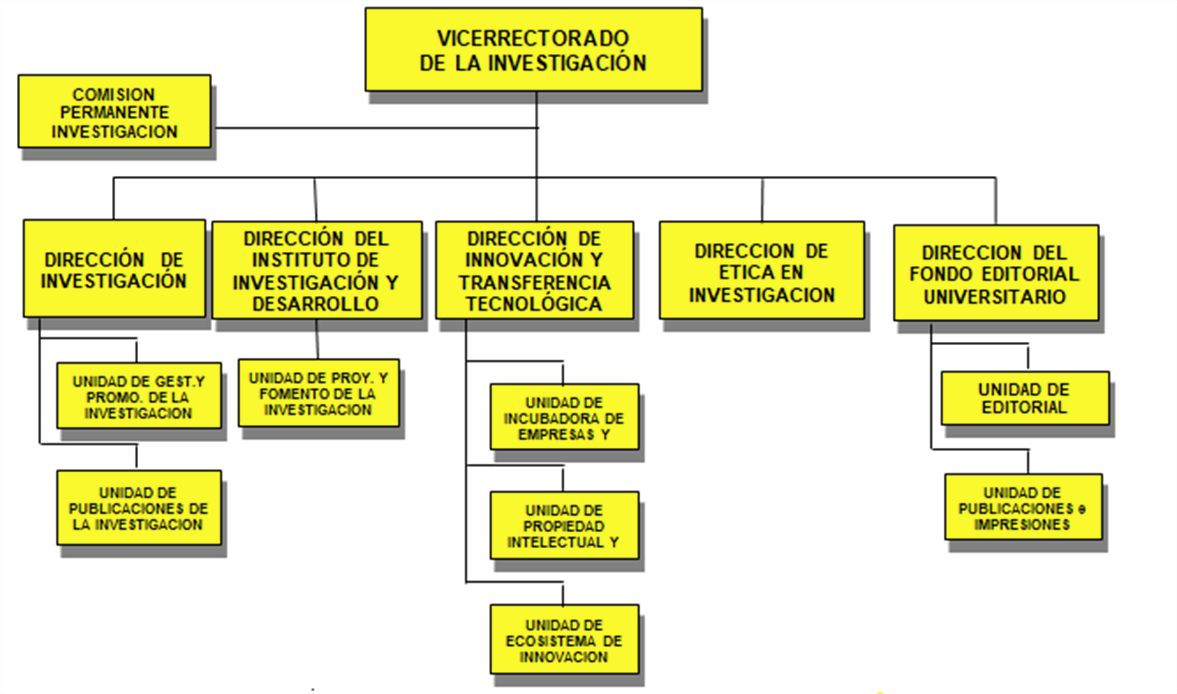 VICERRECTORADO
DE LA INVESTIGACIÓN
COMISION
PERMANENTE
INVESTIGACION
DIRECCIÓN DE
INVESTIGACIÓN
DIRECCIÓN DEL
INSTITUTO DE
INVESTIGACIÓN Y
DESARROLLO
DIRECCIÓN DE
INNOVACIÓN Y
TRANSFERENCIA
TECNOLÓGICA
DIRECCION DE
ETICA EN
INVESTIGACION
DIRECCION DEL
FONDO EDITORIAL
UNIVERSITARIO
UNIDAD DE GEST.Y
PROMO. DE LA
INVESTIGACION
UNIDAD DE
PUBLICACIONES DE
LA INVESTIGACION
UNIDAD DE PROY. Y
FOMENTO DE LA
INVESTIGACION
UNIDAD DE
INCUBADORA DE
EMPRESAS Y
UNIDAD DE
PROPIEDAD
INTELECTUAL Y
UNIDAD DE
ECOSISTEMA DE
INNOVACION
UNIDAD DE
EDITORIAL
UNIDAD DE
PUBLICACIONES e
IMPRESIONES